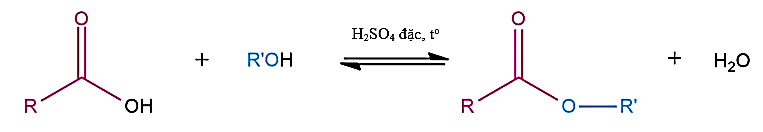 O
R
OH
+
R'OH
H₂SO₄ đặc, tº
O
R
O
R'
+
H₂O